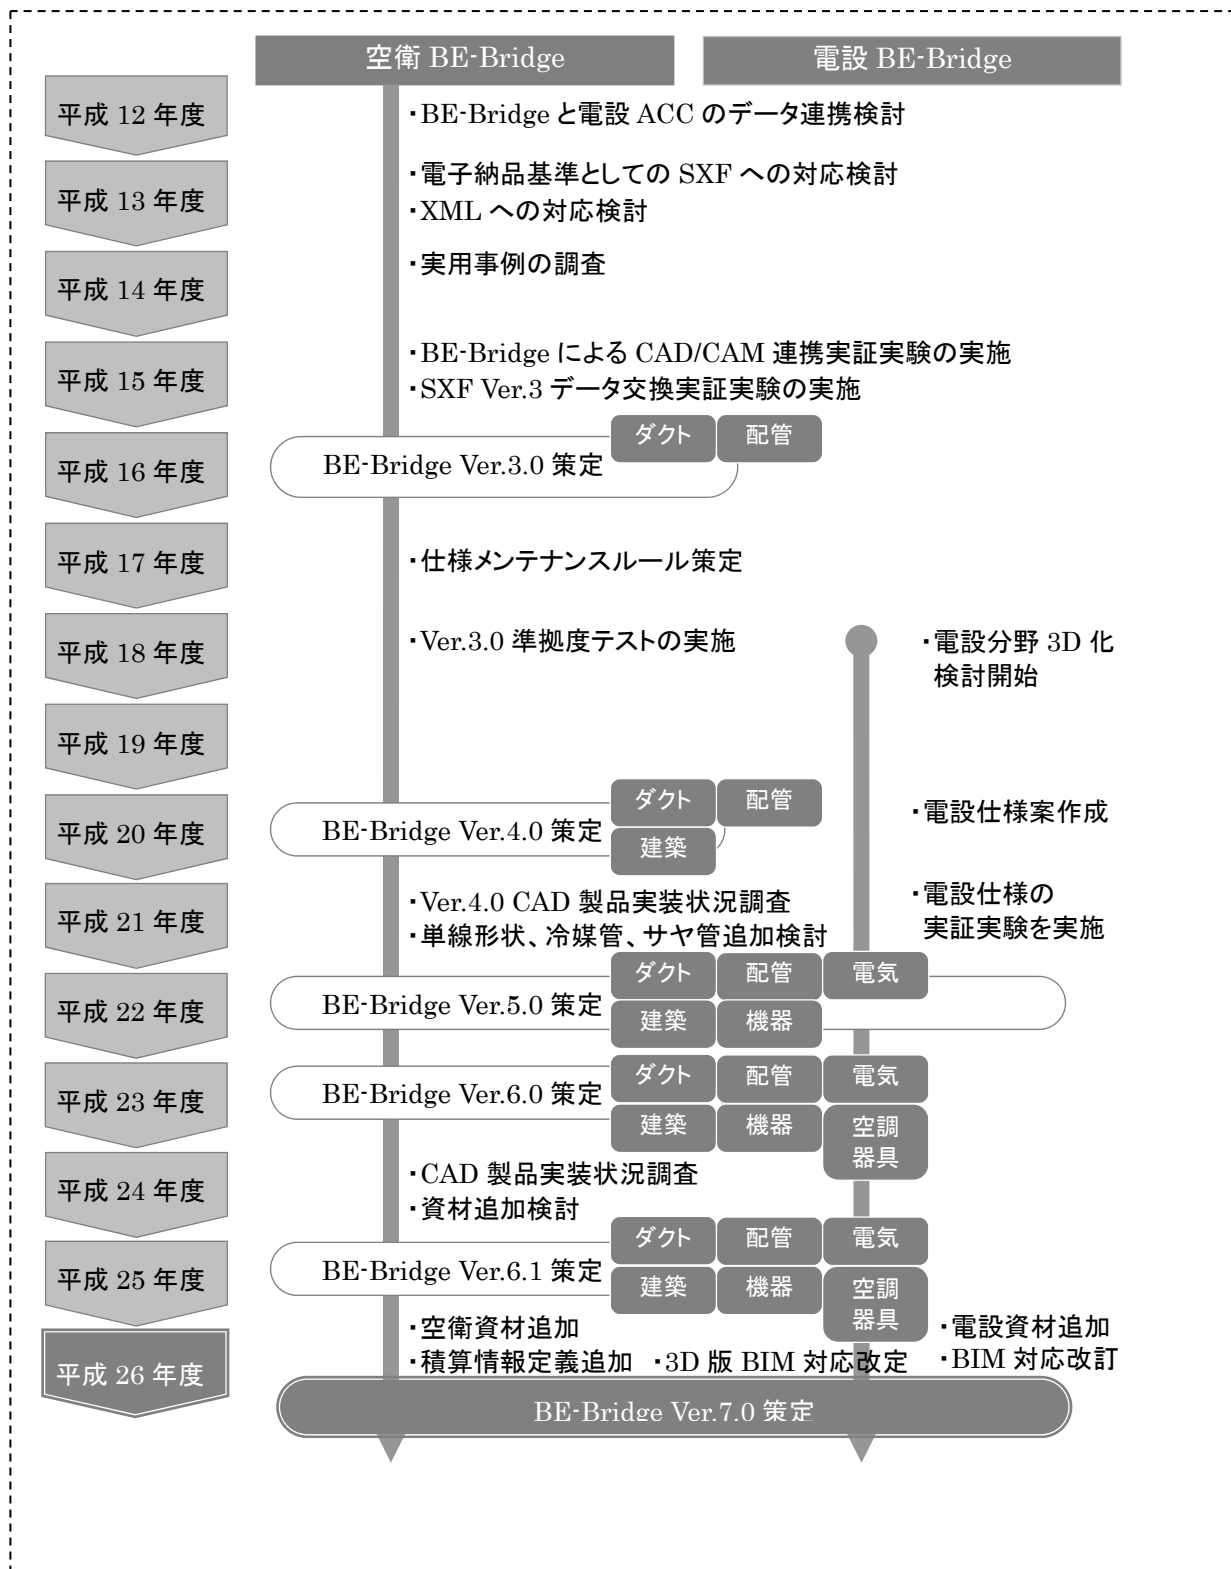 空衛 BE-Bridge
電設 BE-Bridge
平成 12 年度
・BE-Bridge と電設 ACC のデータ連携検討
平成 13 年度
・電子納品基準としての SXF への対応検討
・XML への対応検討
平成 14 年度
・実用事例の調査
平成 15 年度
・BE-Bridge による CAD/CAM 連携実証実験の実施
・SXF Ver.3 データ交換実証実験の実施
平成 16 年度
BE-Bridge Ver.3.0 策定
ダクト
配管
平成 17 年度
・仕様メンテナンスルール策定
平成 18 年度
・Ver.3.0 準拠度テストの実施
・電設分野 3D 化
検討開始
平成 19 年度
平成 20 年度
BE-Bridge Ver.4.0 策定
ダクト
配管
建築
・電設仕様案作成
平成 21 年度
・Ver.4.0 CAD 製品実装状況調査
・単線形状、冷媒管、サヤ管追加検討
・電設仕様の
実証実験を実施
平成 22 年度
BE-Bridge Ver.5.0 策定
ダクト
配管
電気
建築
機器
平成 23 年度
BE-Bridge Ver.6.0 策定
ダクト
配管
電気
建築
機器
空調
器具
平成 24 年度
・CAD 製品実装状況調査
・資材追加検討
平成 25 年度
BE-Bridge Ver.6.1 策定
ダクト
配管
電気
建築
機器
空調
器具
平成 26 年度
・空衛資材追加
・積算情報定義追加 ・3D 版 BIM 対応改定
・電設資材追加
・BIM 対応改訂
BE-Bridge Ver.7.0 策定